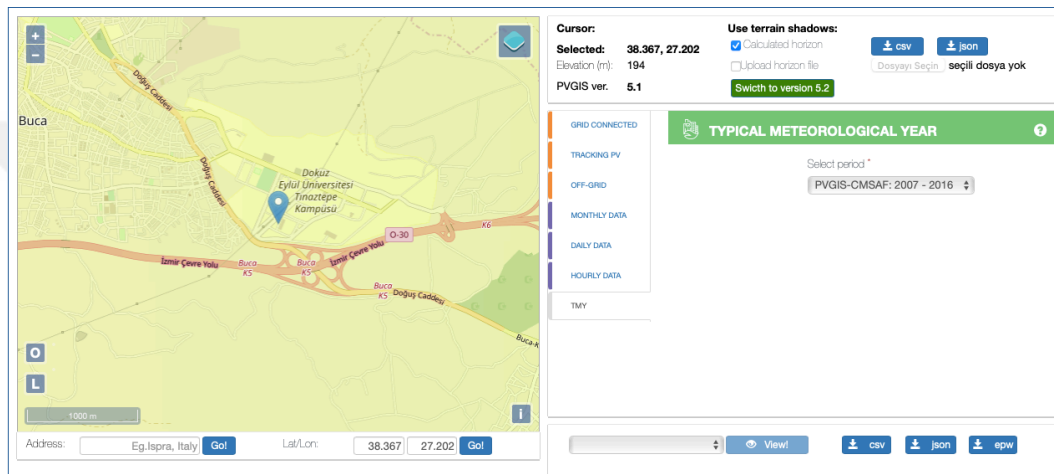 +
−
Buca
Doğuş Caddesi
Doğuş Caddesi
Dokuz
Eylül Üniversitesi
Tınaztepe
Kampüsü
O-30
K6
İzmir Çevre Yolu
Buca
K5
Buca
K5
İzmir Çevre Yolu
Buca
K5
Doğuş Caddesi
Buca-K
O
L
1000 m
i
Address:
Eg.Ispra, Italy
Go!
Lat/Lon:
38.367
27.202
Go!
Cursor:
Selected: 38.367, 27.202
Elevation (m): 194
PVGIS ver. 5.1
Use terrain shadows:
Calculated horizon
Upload horizon file
Swicth to version 5.2
csv
json
Dosyayı Seçin seçili dosya yok
GRID CONNECTED
TRACKING PV
OFF-GRID
MONTHLY DATA
DAILY DATA
HOURLY DATA
TMY
TYPICAL METEOROLOGICAL YEAR
?
Select period *
PVGIS-CMSAF: 2007 - 2016
View!
csv
json
epw